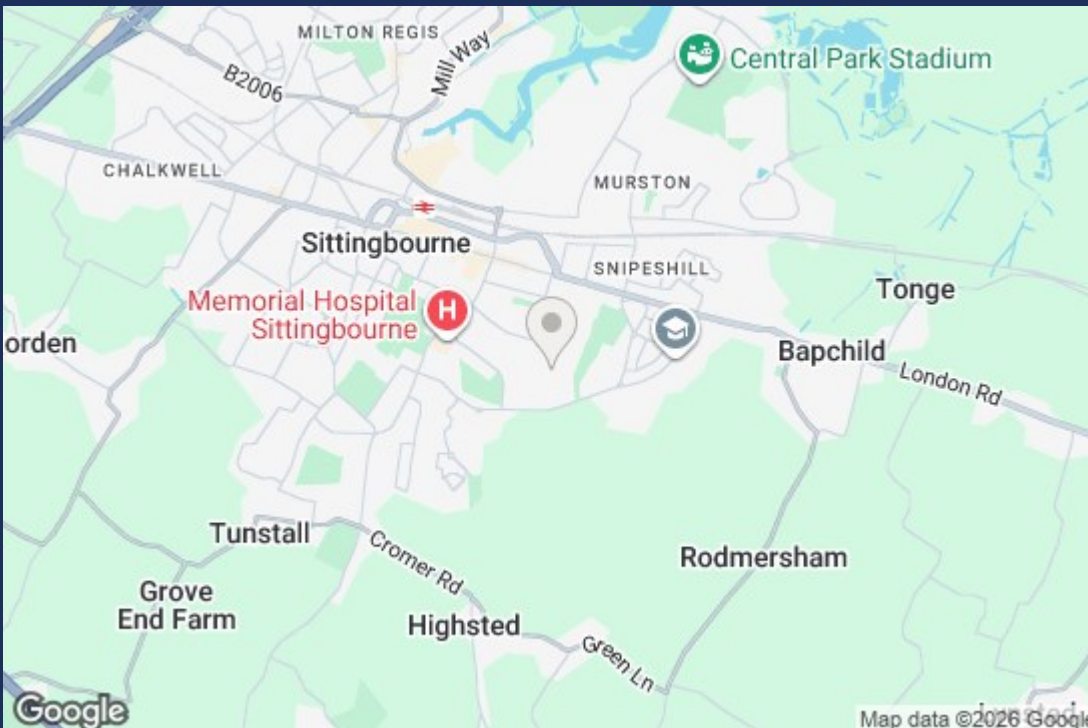 MILTON REGIS
Mill Way
B2006
Central Park Stadium
CHALKWELL
MURSTON
Sittingbourne
SNIPESHILL
Tonge
Memorial Hospital
Sittingbourne
H
orden
Bapchild
London Rd
Tunstall
Cromer Rd
Rodmersham
Grove
End Farm
Highsted
Green Ln
Google
Map data ©2026 Googl